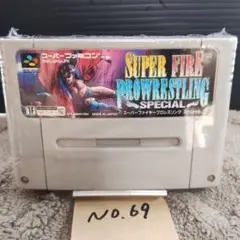 スーパーファミコン
SUPER FIRE
PROWRESTLING
SPECIAL
スーパーファイヤープロレスリング スペシャル
NO.69